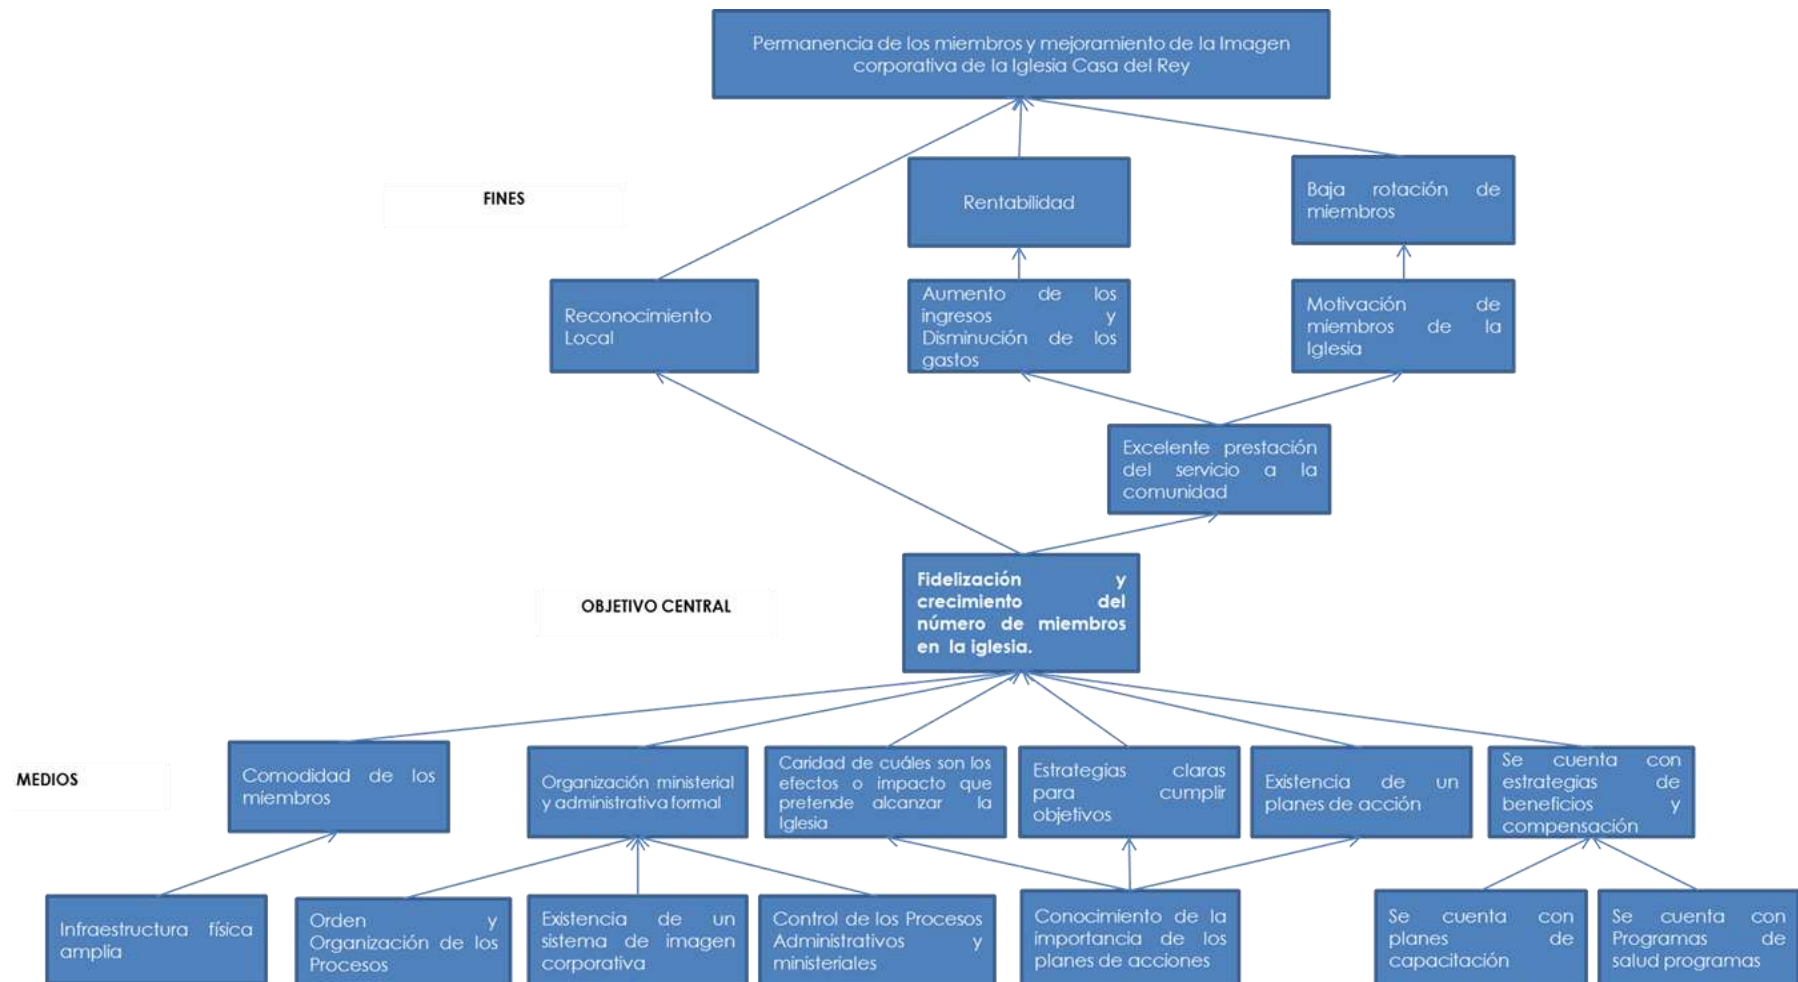 Permanencia de los miembros y mejoramiento de la Imagen
corporativa de la Iglesia Casa del Rey
FINES
Rentabilidad
Baja rotación de
miembros
Reconocimiento
Local
Aumento de los
ingresos y
Disminución de los
gastos
Motivación de
miembros de la
Iglesia
Excelente prestación
del servicio a la
comunidad
OBJETIVO CENTRAL
Fidelización y
crecimiento del
número de miembros
en la iglesia.
MEDIOS
Comodidad de los
miembros
Organización ministerial
y administrativa formal
Caridad de cuáles son los
efectos o impacto que
pretende alcanzar la
Iglesia
Estrategias claras
para cumplir
objetivos
Existencia de un
planes de acción
Se cuenta con
estrategias de
beneficios y
compensación
Infraestructura física
amplia
Orden y
Organización de los
Procesos
Existencia de un
sistema de imagen
corporativa
Control de los Procesos
Administrativos y
ministeriales
Conocimiento de la
importancia de los
planes de acciones
Se cuenta con
planes de
capacitación
Se cuenta con
Programas de
salud programas